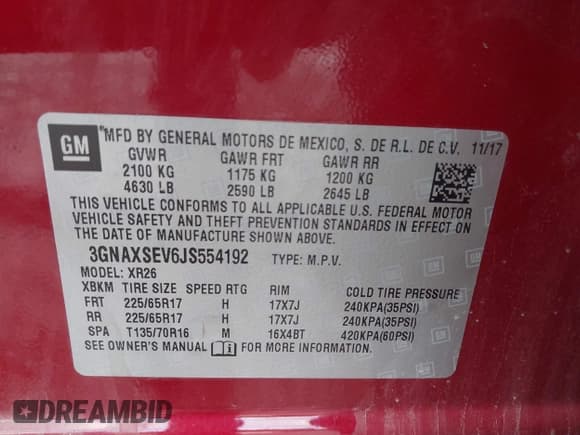 GM
MFD BY GENERAL MOTORS DE MEXICO, S. DE R.L. DE C.V. 11/17
GVWR GAWR FRT GAWR RR
2100 KG 1175 KG 1200 KG
4630 LB 2590 LB 2645 LB
THIS VEHICLE CONFORMS TO ALL APPLICABLE U.S. FEDERAL MOTOR
VEHICLE SAFETY AND THEFT PREVENTION STANDARDS IN EFFECT ON
THE DATE OF MANUFACTURE SHOWN ABOVE.
3GNAXSEV6JS554192 TYPE: M.P.V.
MODEL: XR26
XBKM TIRE SIZE SPEED RTG RIM COLD TIRE PRESSURE
FRT 225/65R17 H 17X7J 240KPA(35PSI)
RR 225/65R17 H 17X7J 240KPA(35PSI)
SPA T135/70R16 M 16X4BT 420KPA(60PSI)
SEE OWNER'S MANUAL FOR MORE INFORMATION.
DREAMBID